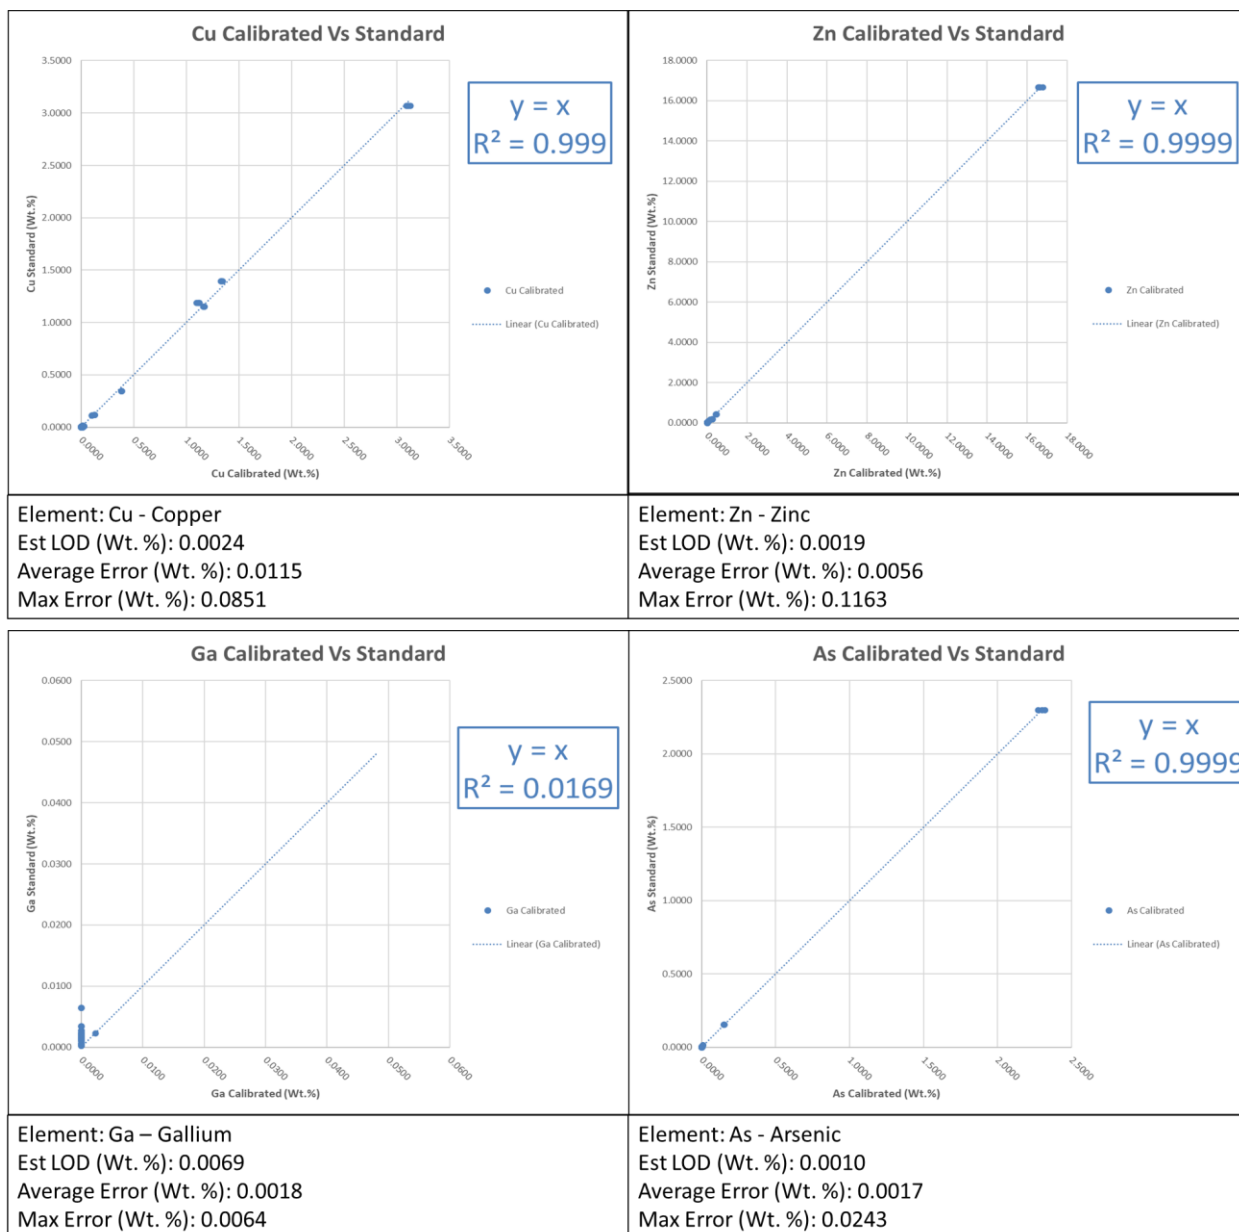 Cu Calibrated Vs Standard
3.5000
3.0000
2.5000
2.0000
1.5000
1.0000
0.5000
0.0000
Cu Standard (Wt.%)
0.0000
0.5000
1.0000
1.5000
2.0000
2.5000
3.0000
3.5000
Cu Calibrated (Wt.%)
y = x
R² = 0.999
Cu Calibrated
Linear (Cu Calibrated)
Zn Calibrated Vs Standard
18.0000
16.0000
14.0000
12.0000
10.0000
8.0000
6.0000
4.0000
2.0000
0.0000
Zn Standard (Wt.%)
0.0000
2.0000
4.0000
6.0000
8.0000
10.0000
12.0000
14.0000
16.0000
18.0000
Zn Calibrated (Wt.%)
y = x
R² = 0.9999
Zn Calibrated
Linear (Zn Calibrated)
Element: Cu - Copper
Est LOD (Wt. %): 0.0024
Average Error (Wt. %): 0.0115
Max Error (Wt. %): 0.0851
Element: Zn - Zinc
Est LOD (Wt. %): 0.0019
Average Error (Wt. %): 0.0056
Max Error (Wt. %): 0.1163
Ga Calibrated Vs Standard
0.0600
0.0500
0.0400
0.0300
0.0200
0.0100
0.0000
Ga Standard (Wt.%)
0.0000
0.0100
0.0200
0.0300
0.0400
0.0500
0.0600
Ga Calibrated (Wt.%)
y = x
R² = 0.0169
Ga Calibrated
Linear (Ga Calibrated)
As Calibrated Vs Standard
2.5000
2.0000
1.5000
1.0000
0.5000
0.0000
As Standard (Wt.%)
0.0000
0.5000
1.0000
1.5000
2.0000
2.5000
As Calibrated (Wt.%)
y = x
R² = 0.9999
As Calibrated
Linear (As Calibrated)
Element: Ga – Gallium
Est LOD (Wt. %): 0.0069
Average Error (Wt. %): 0.0018
Max Error (Wt. %): 0.0064
Element: As - Arsenic
Est LOD (Wt. %): 0.0010
Average Error (Wt. %): 0.0017
Max Error (Wt. %): 0.0243